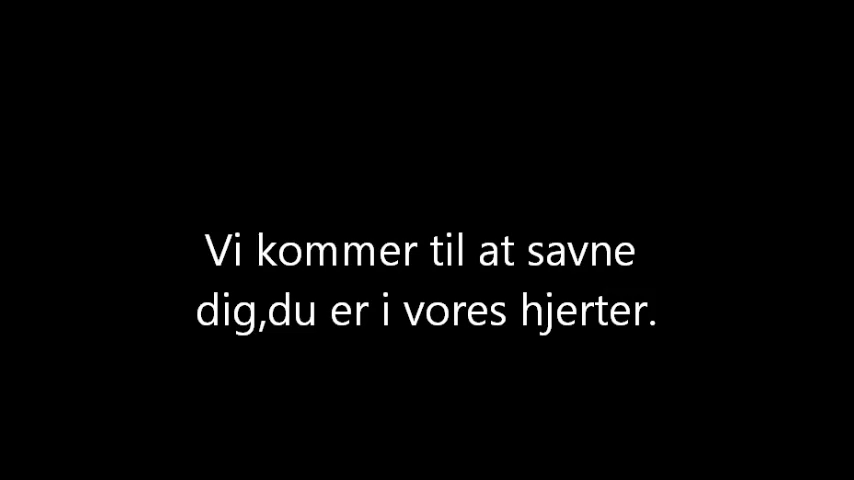 Vi kommer til at savne
dig,du er i vores hjerter.